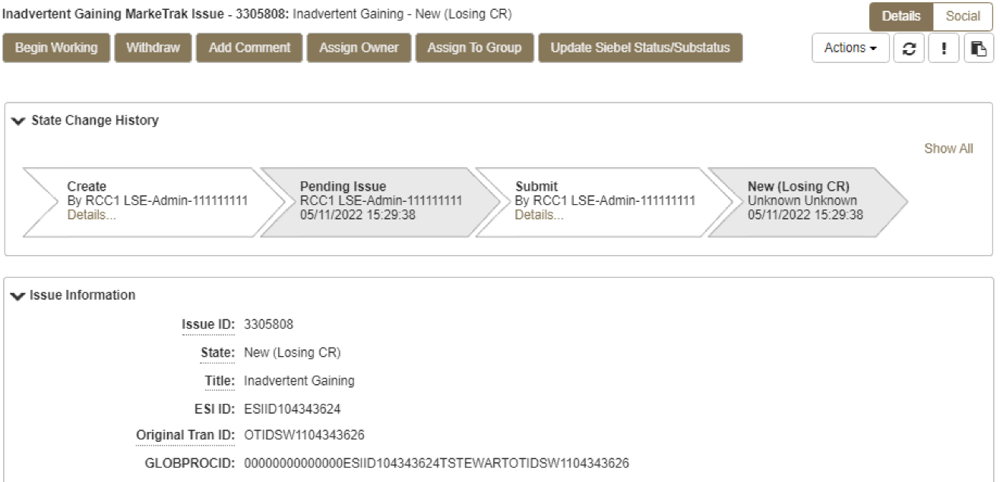 Inadvertent Gaining MarkeTrak Issue - 3305808: Inadvertent Gaining - New (Losing CR)
Details Social
Begin Working Withdraw Add Comment Assign Owner Assign To Group Update Siebel Status/Substatus Actions !
State Change History
Show All
Create Pending Issue Submit New (Losing CR)
By RCC1 LSE-Admin-111111111 RCC1 LSE-Admin-111111111 By RCC1 LSE-Admin-111111111 Unknown Unknown
Details... 05/11/2022 15:29:38 Details... 05/11/2022 15:29:38
Issue Information
Issue ID: 3305808
State: New (Losing CR)
Title: Inadvertent Gaining
ESI ID: ESIID104343624
Original Tran ID: OTIDSW1104343626
GLOBPROCID: 00000000000000ESIID104343624TSTEWARTOTIDSW1104343626